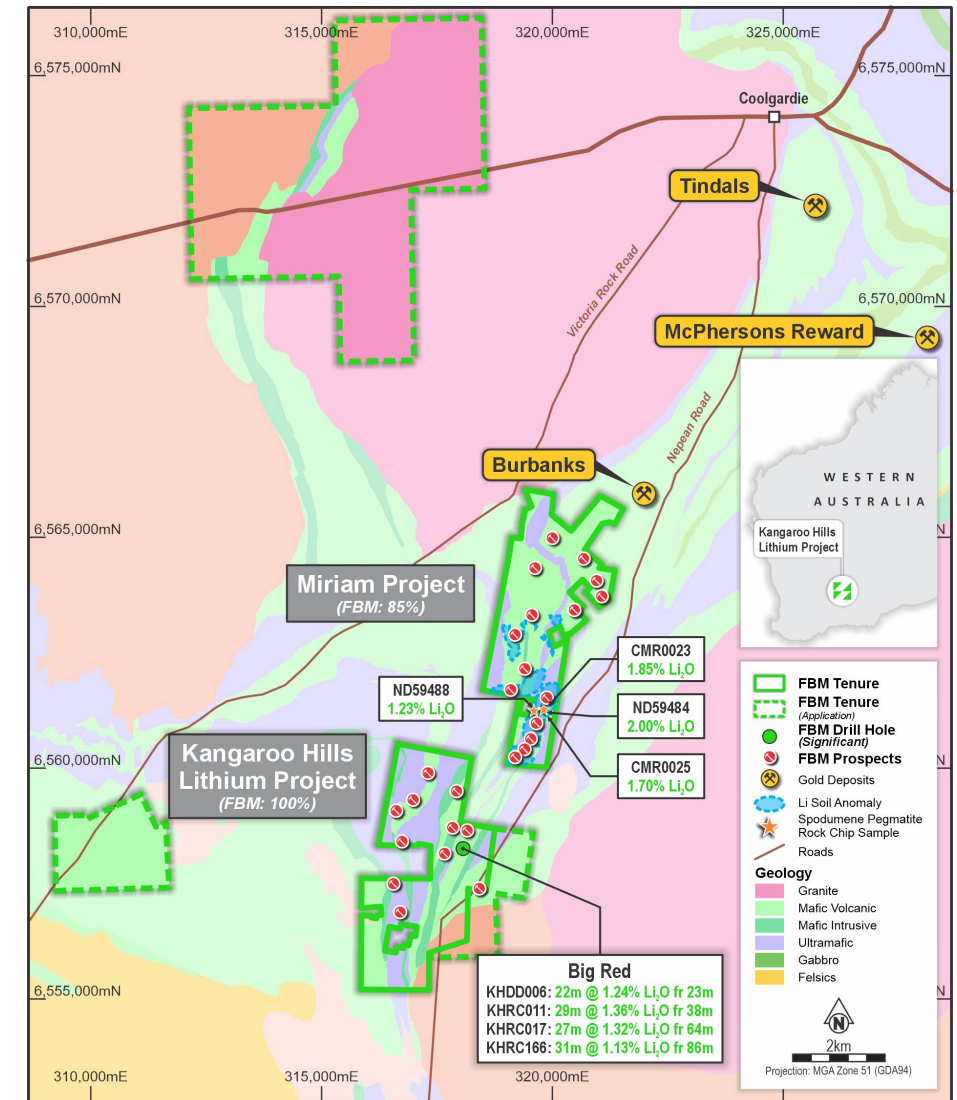 310,000mE
315,000mE
320,000mE
325,000mE
6,575,000mN
6,575,000mN
Coolgardie
Tindals
Victoria Rock Road
6,570,000mN
6,570,000mN
McPhersons Reward
Nepean Road
Burbanks
WESTERN
AUSTRALIA
Kangaroo Hills
Lithium Project
6,565,000mN
N
Miriam Project
(FBM: 85%)
CMR0023
1.85% Li₂O
ND59488
1.23% Li₂O
ND59484
2.00% Li₂O
CMR0025
1.70% Li₂O
Kangaroo Hills
Lithium Project
(FBM: 100%)
6,560,000mN
N
FBM Tenure
FBM Tenure
(Application)
FBM Drill Hole
(Significant)
FBM Prospects
Gold Deposits
Li Soil Anomaly
Spodumene Pegmatite
Rock Chip Sample
Roads
Geology
Granite
Mafic Volcanic
Mafic Intrusive
Ultramafic
Gabbro
Felsics
N
2km
Projection: MGA Zone 51 (GDA94)
Big Red
KHDD006: 22m @ 1.24% Li₂O fr 23m
KHRC011: 29m @ 1.36% Li₂O fr 38m
KHRC017: 27m @ 1.32% Li₂O fr 64m
KHRC166: 31m @ 1.13% Li₂O fr 86m
6,555,000mN
N
310,000mE
315,000mE
320,000mE